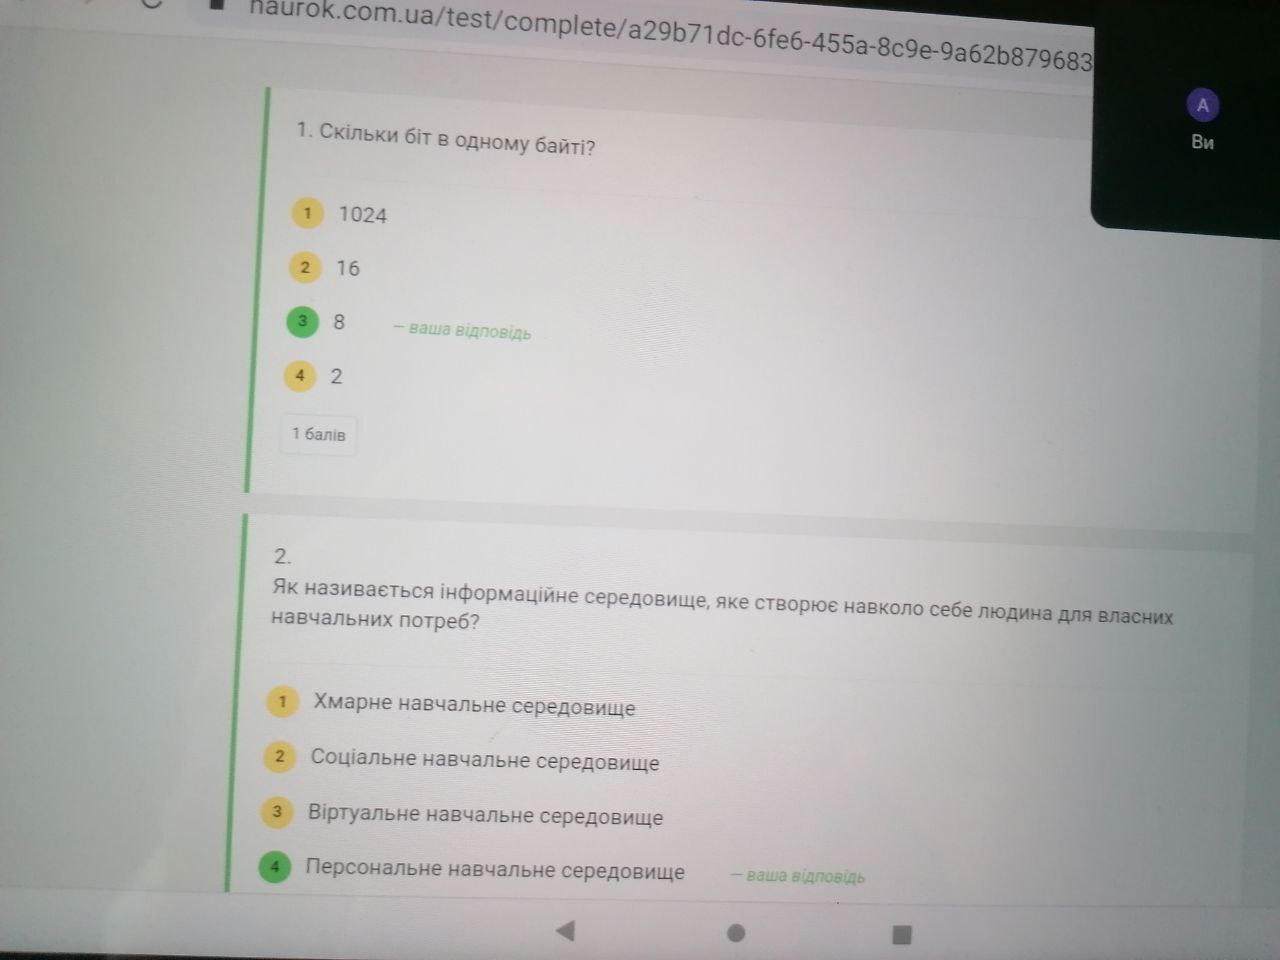 naurok.com.ua/test/complete/a29b71dc-6fe6-455a-8c9e-9a62b879683
А
Ви
1. Скільки біт в одному байті?
1 1024
2 16
3 8 – ваша відповідь
4 2
1 балів
2.
Як називається інформаційне середовище, яке створює навколо себе людина для власних
навчальних потреб?
1 Хмарне навчальне середовище
2 Соціальне навчальне середовище
3 Віртуальне навчальне середовище
4 Персональне навчальне середовище – ваша відповідь